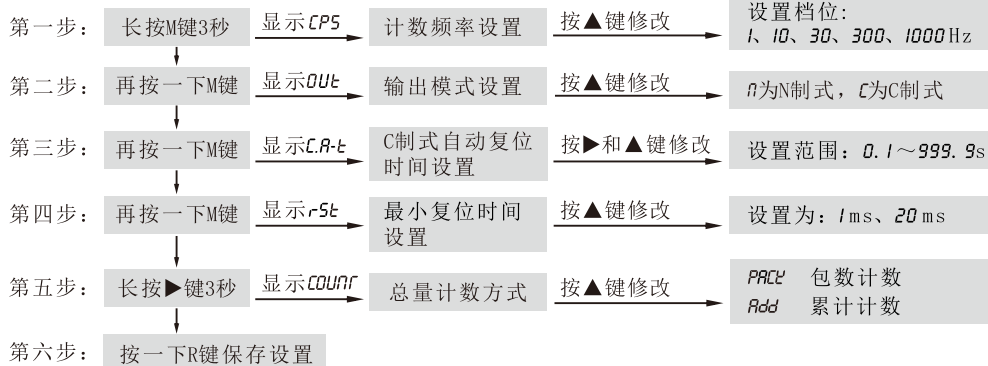 第一步： 长按M键3秒 显示CPS 计数频率设置 按▲键修改 设置档位:
1、10、30、300、1000Hz
第二步： 再按一下M键 显示OUt 输出模式设置 按▲键修改 n为N制式，C为C制式
第三步： 再按一下M键 显示C.A-t C制式自动复位
时间设置 按▶和▲键修改 设置范围：0.1～999.9s
第四步： 再按一下M键 显示rSt 最小复位时间
设置 按▲键修改 设置为：1ms、20ms
第五步： 长按▶键3秒 显示COUNr 总量计数方式 按▲键修改 PACE 包数计数
Add 累计计数
第六步： 按一下R键保存设置